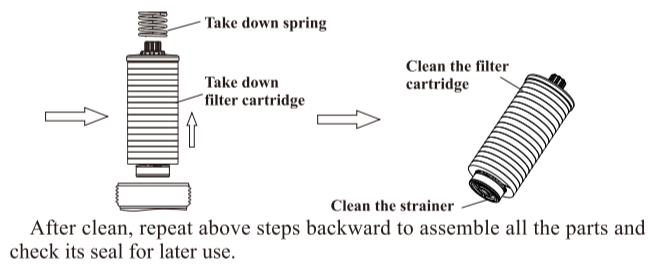 Take down spring
Take down
filter cartridge
Clean the filter
cartridge
Clean the strainer
After clean, repeat above steps backward to assemble all the parts and
check its seal for later use.